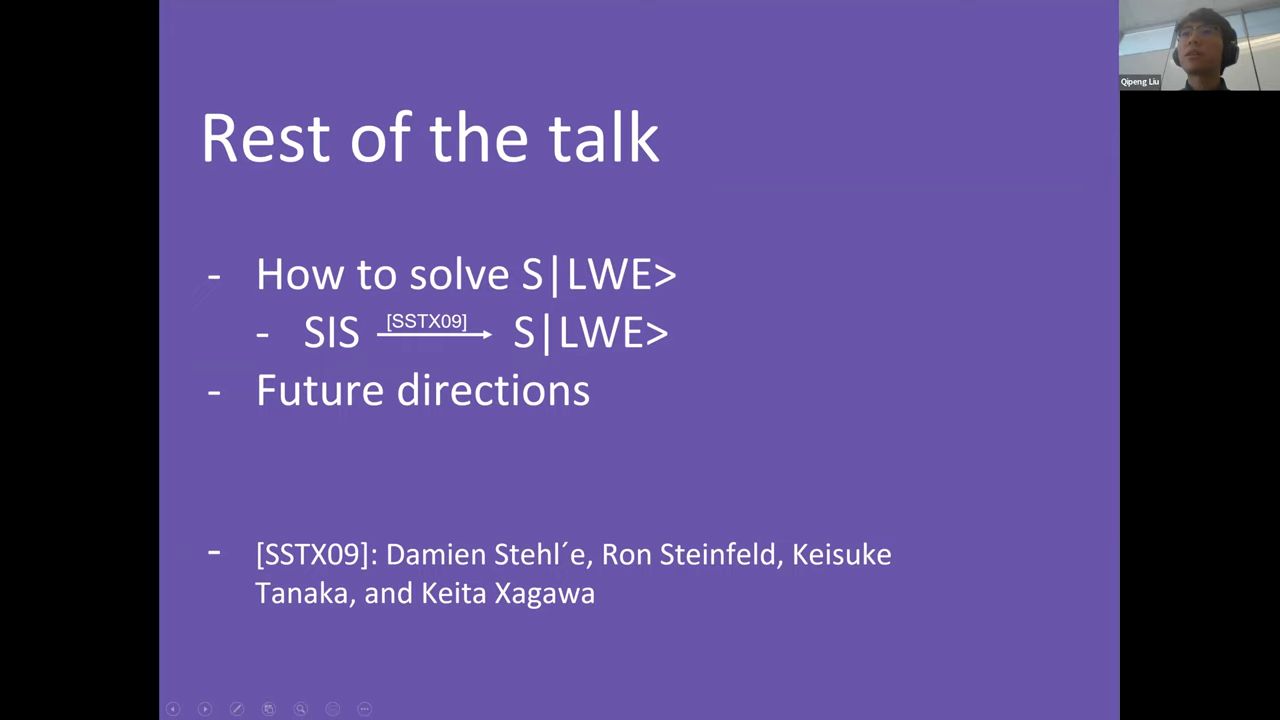 Rest of the talk
- How to solve S|LWE>
- SIS [SSTX09] S|LWE>
- Future directions
- [SSTX09]: Damien Stehl´e, Ron Steinfeld, Keisuke
Tanaka, and Keita Xagawa
Qipeng Liu